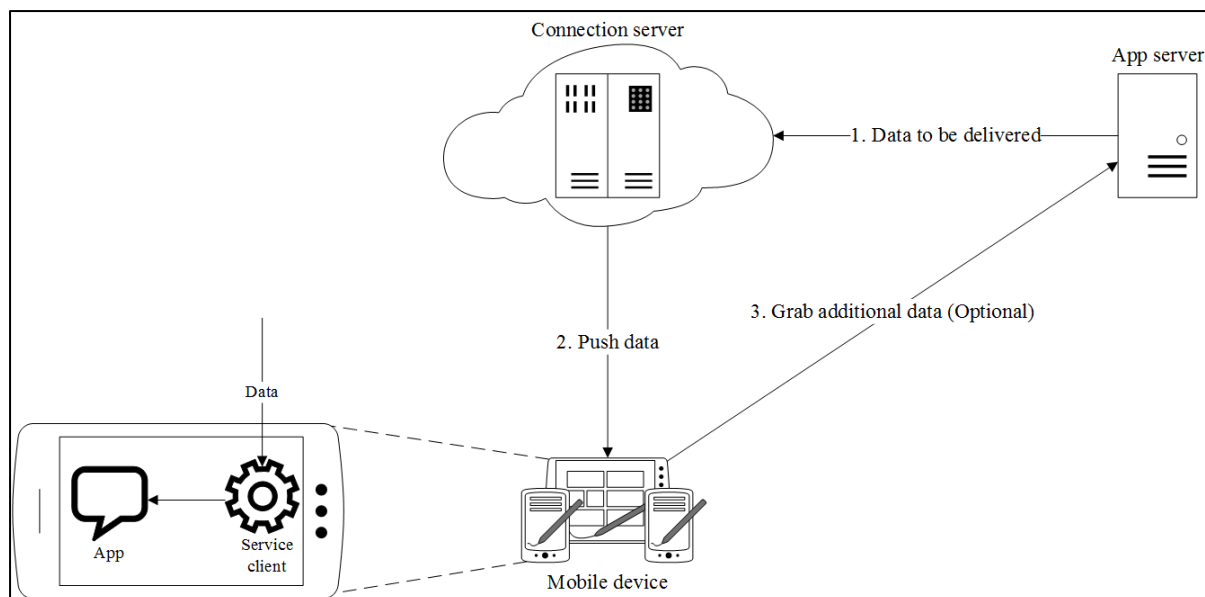 Connection server
App server
1. Data to be delivered
3. Grab additional data (Optional)
2. Push data
Data
App
Service
client
Mobile device